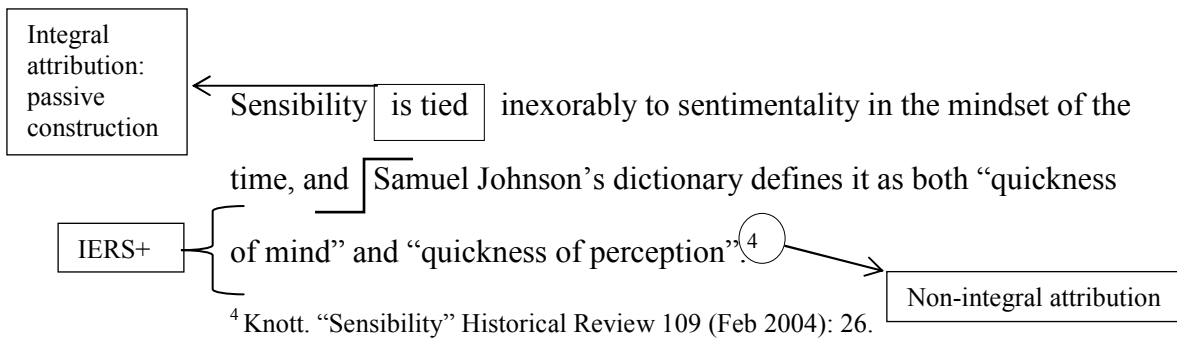 Integral
attribution:
passive
construction
Sensibility is tied inexorably to sentimentality in the mindset of the
time, and Samuel Johnson’s dictionary defines it as both “quickness
IERS+
of mind” and “quickness of perception”.4
Non-integral attribution
4 Knott. “Sensibility” Historical Review 109 (Feb 2004): 26.